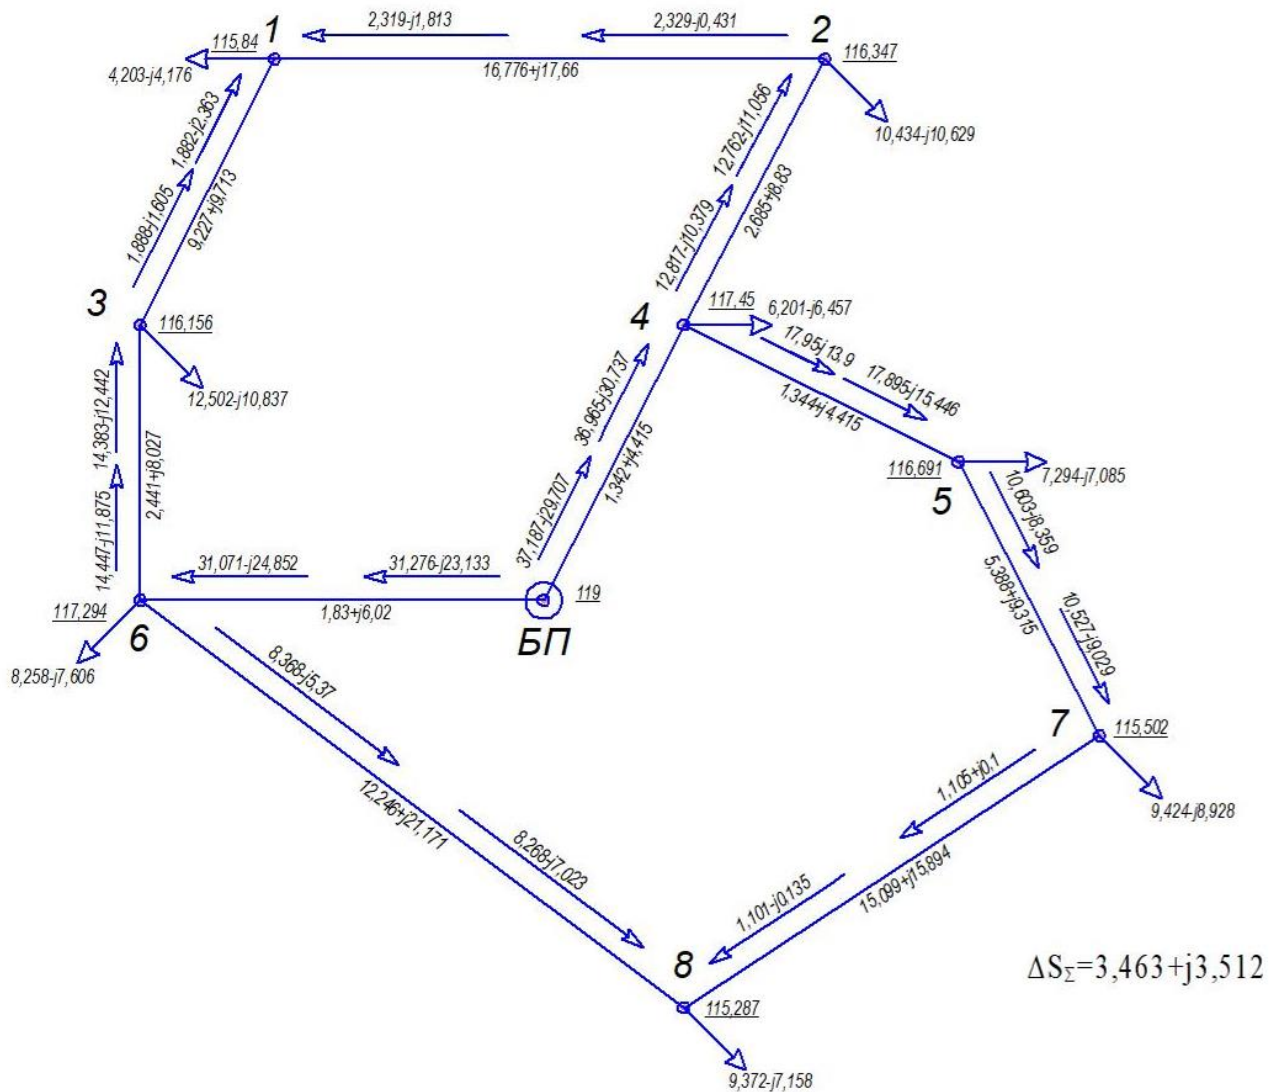 2,319-j1,813
2,329-j0,431
1
2
115,84
116,347
4,203-j4,176
16,776+j17,66
1,882-j2,363
12,762-j11,056
10,434-j10,629
1,888-j1,605
9,227+j9,713
12,817-j10,379
2,685+j8,83
3
116,156
4
117,45
6,201-j6,457
17,95-j13,9
17,895-j15,446
1,344+j4,415
12,502-j10,837
14,383-j12,442
2,441+j8,027
14,447-j11,875
36,965-j30,737
37,187-j29,707
1,342+j4,415
116,691
5
7,294-j7,085
10,603-j8,359
5,388+j9,315
10,527-j9,029
31,071-j24,852
31,276-j23,133
1,83+j6,02
119
БП
117,294
6
8,258-j7,606
8,368-j5,37
12,246+j21,171
8,268-j7,023
7
115,502
9,424-j8,928
1,105+j0,1
15,099+j15,894
1,101-j0,135
8
115,287
9,372-j7,158
ΔS_Σ=3,463+j3,512